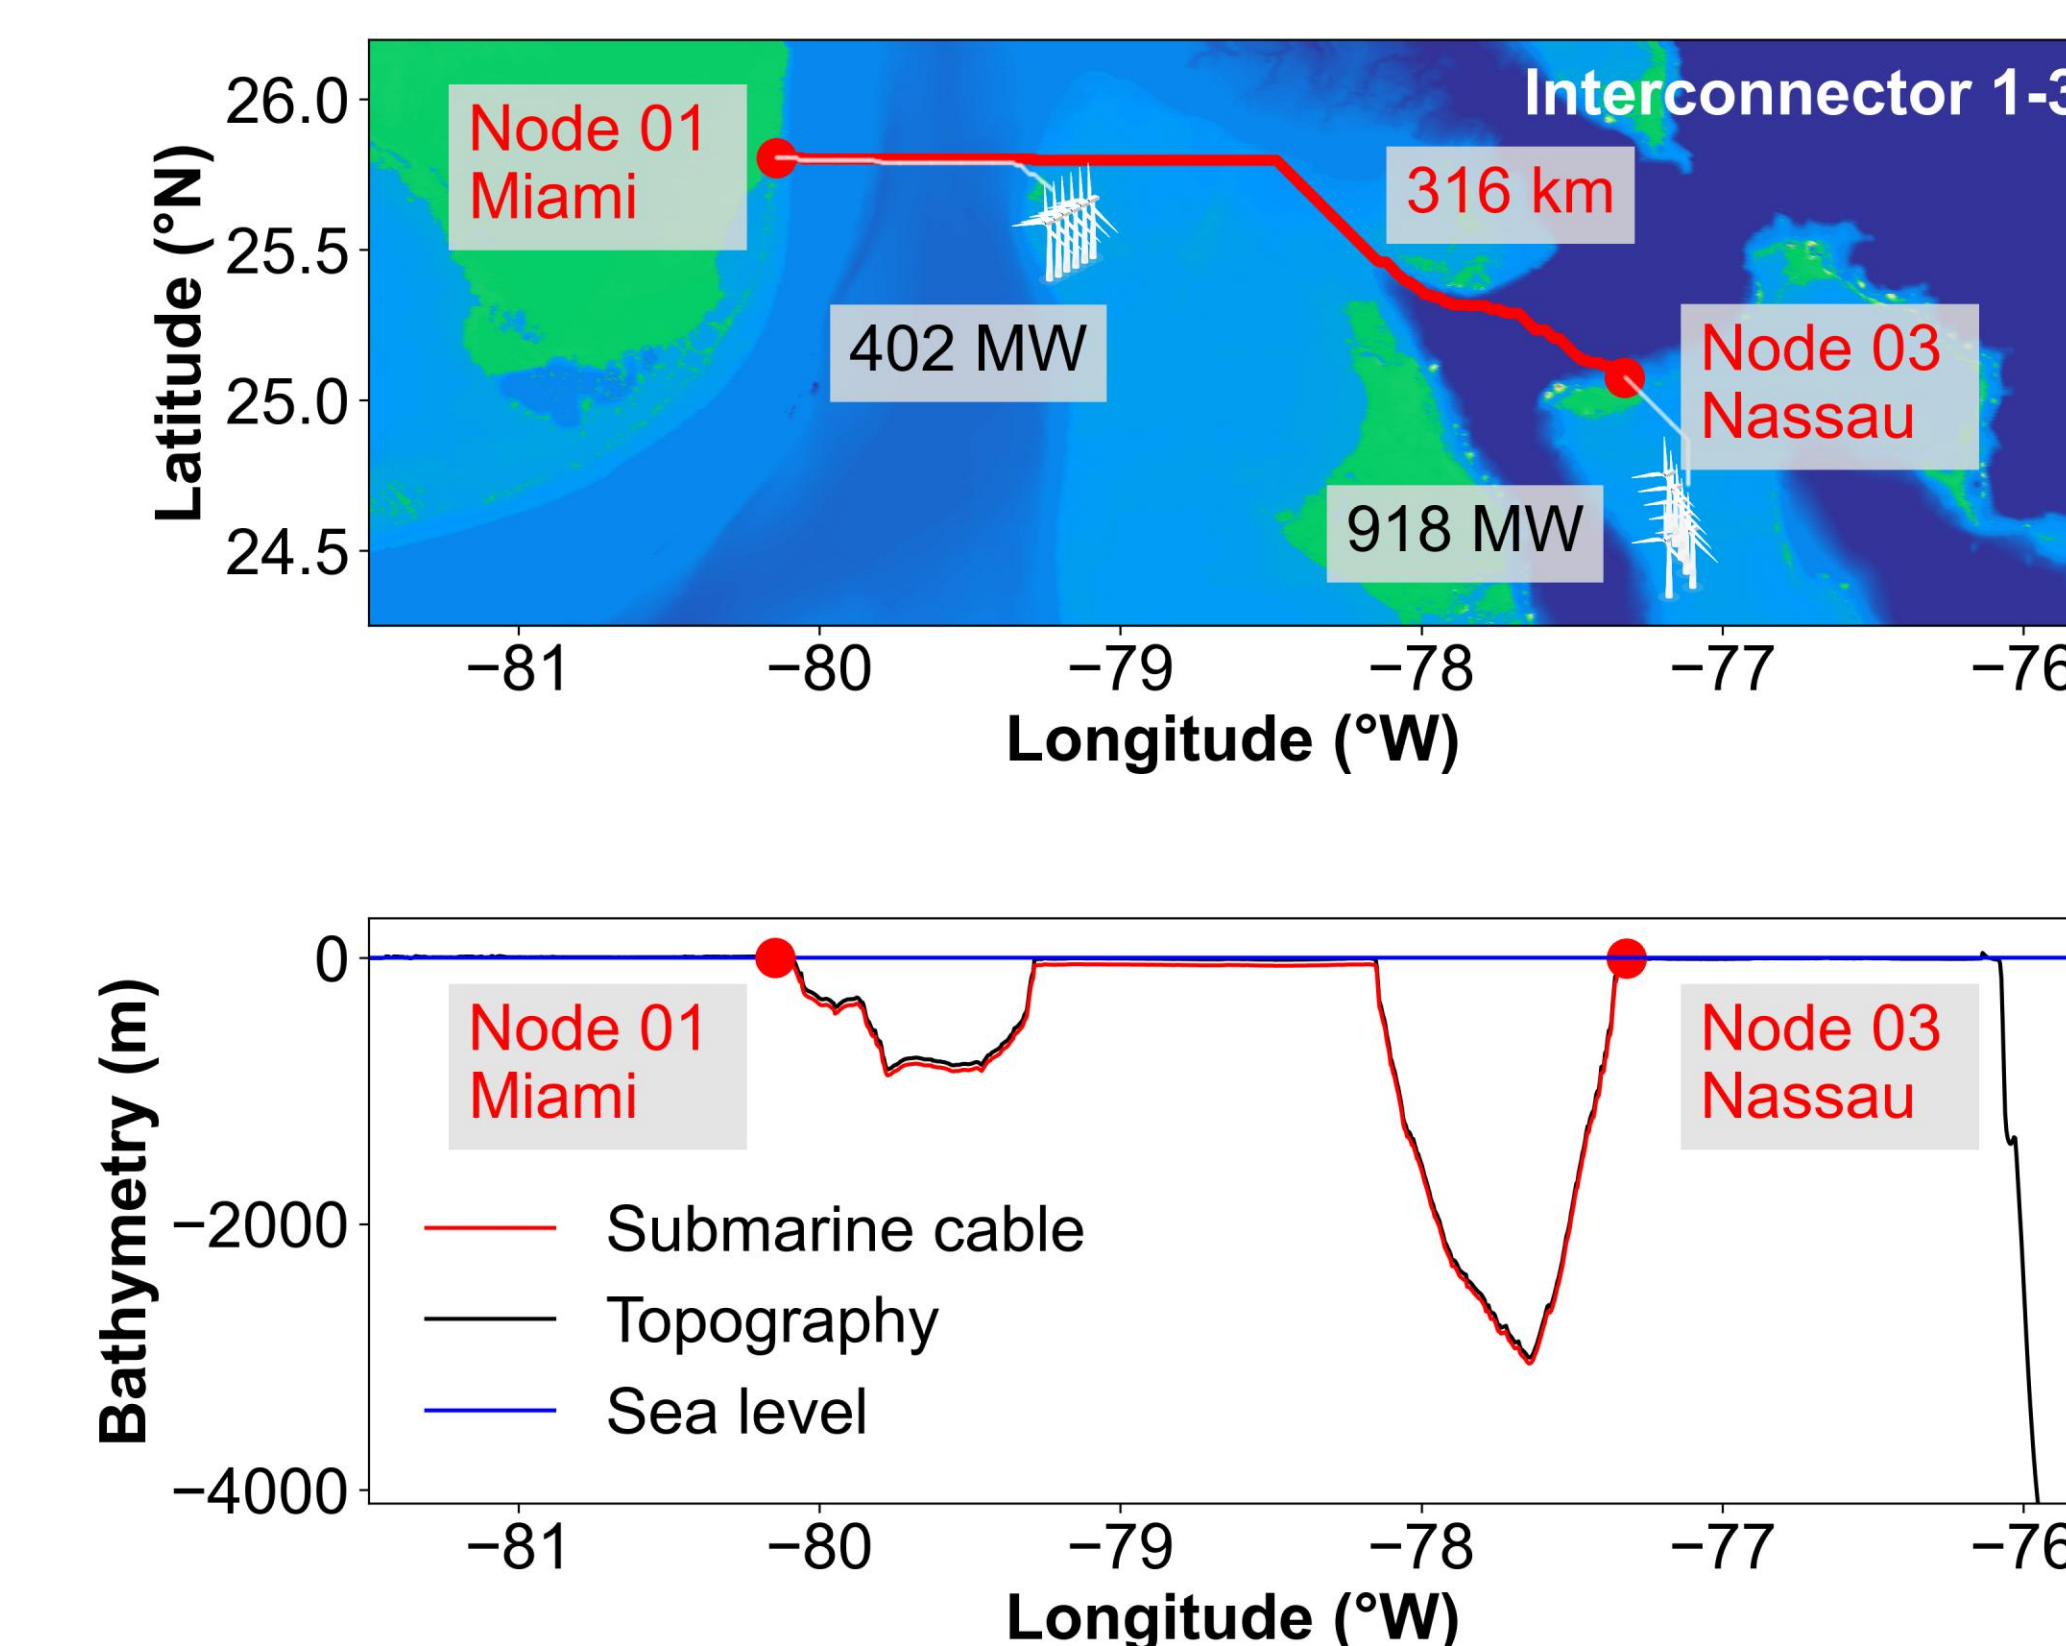 Interconnector 1-3
Node 01
Miami
316 km
402 MW
Node 03
Nassau
918 MW
26.0
25.5
25.0
24.5
Latitude (°N)
−81 −80 −79 −78 −77 −76
Longitude (°W)
0
−2000
−4000
Bathymetry (m)
Node 01
Miami
Node 03
Nassau
Submarine cable
Topography
Sea level
−81 −80 −79 −78 −77 −76
Longitude (°W)